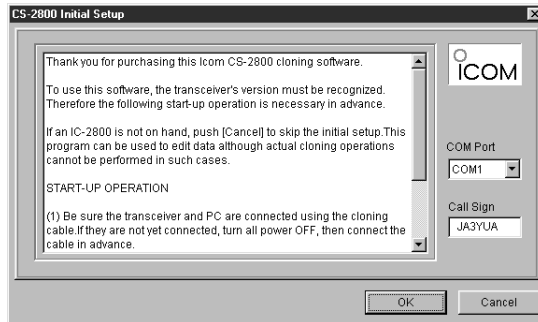 CS-2800 Initial Setup
Thank you for purchasing this Icom CS-2800 cloning software.
To use this software, the transceiver's version must be recognized.
Therefore the following start-up operation is necessary in advance.
If an IC-2800 is not on hand, push [Cancel] to skip the initial setup.This
program can be used to edit data although actual cloning operations
cannot be performed in such cases.
START-UP OPERATION
(1) Be sure the transceiver and PC are connected using the cloning
cable.If they are not yet connected, turn all power OFF, then connect the
cable in advance.
ICOM
COM Port
COM1
Call Sign
JA3YUA
OK
Cancel